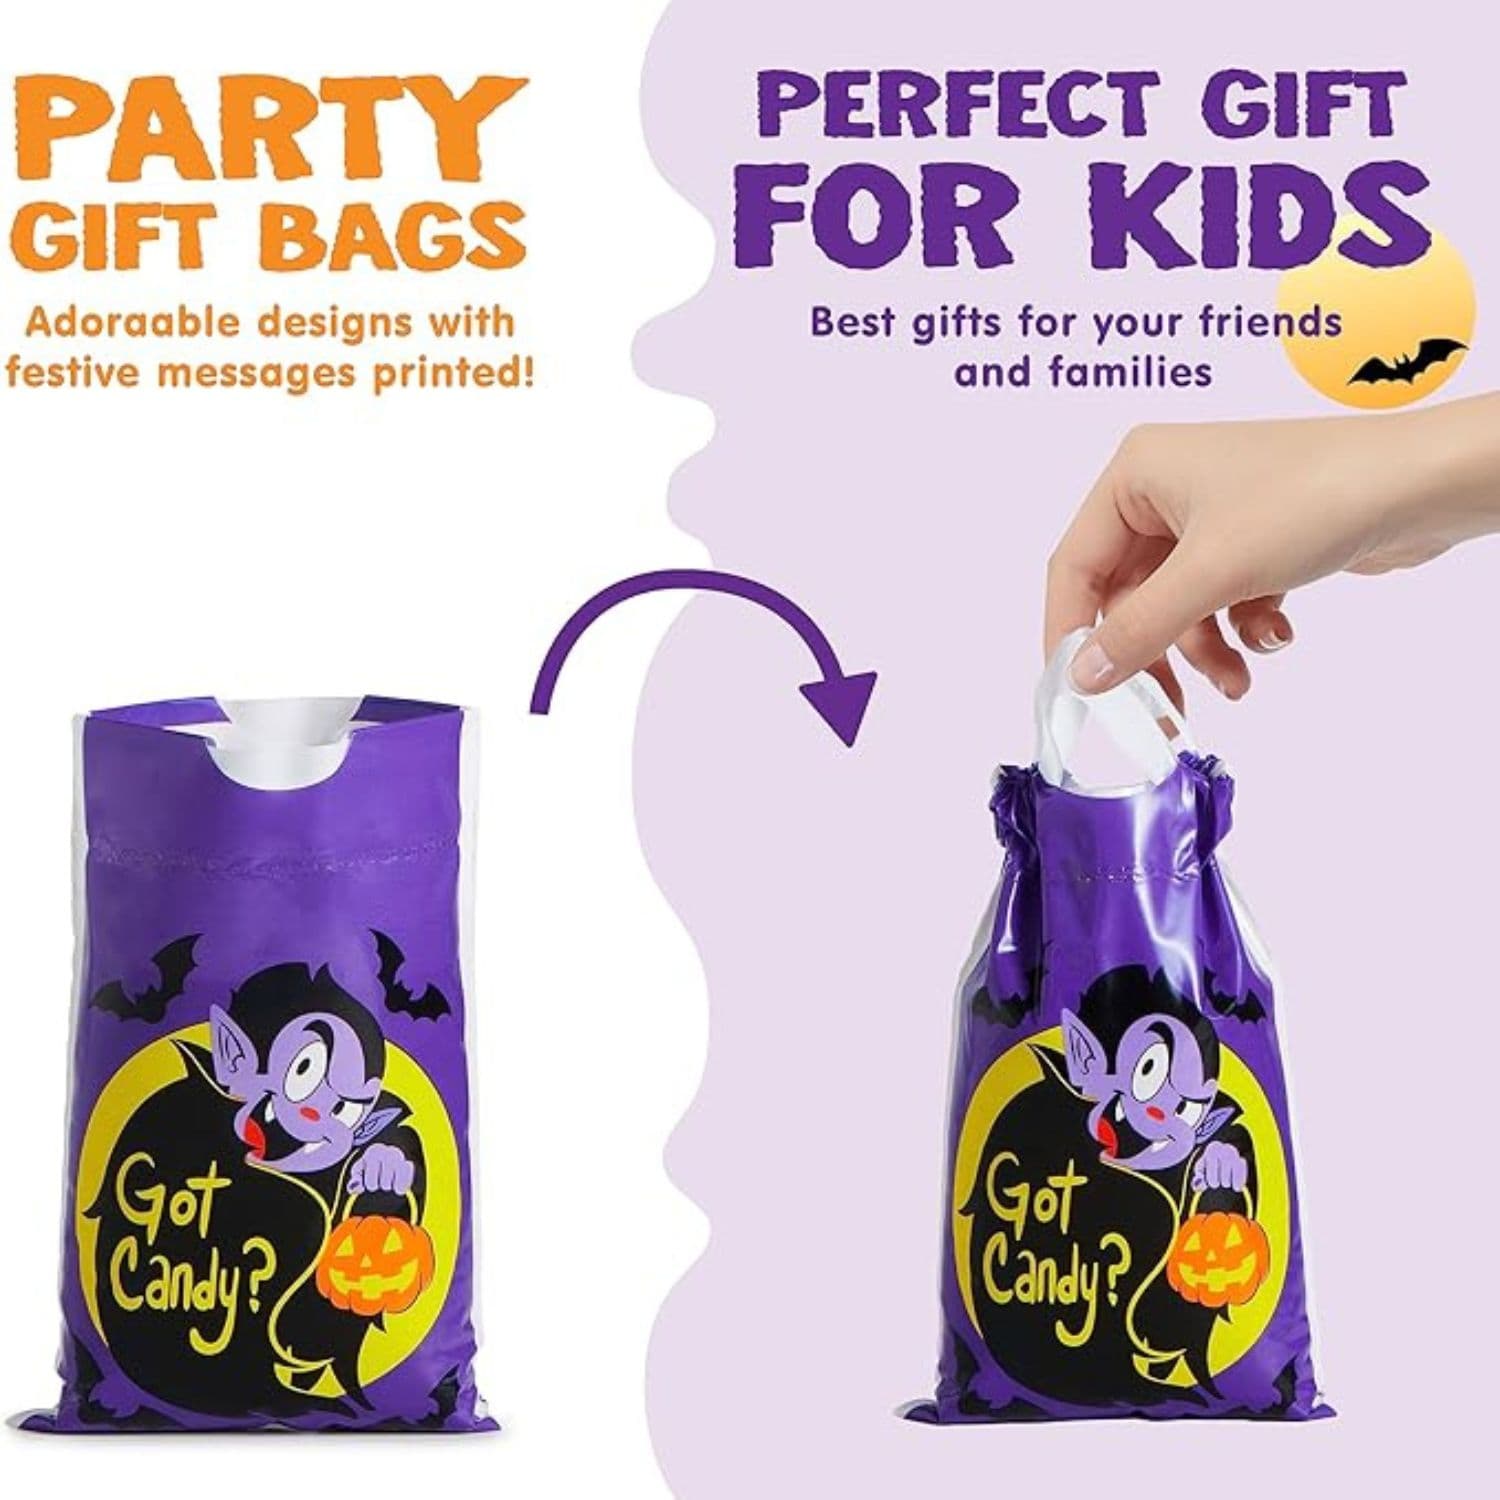 PARTY
GIFT BAGS
Adoraable designs with
festive messages printed!
PERFECT GIFT
FOR KIDS
Best gifts for your friends
and families
Got
Candy?
Got
Candy?